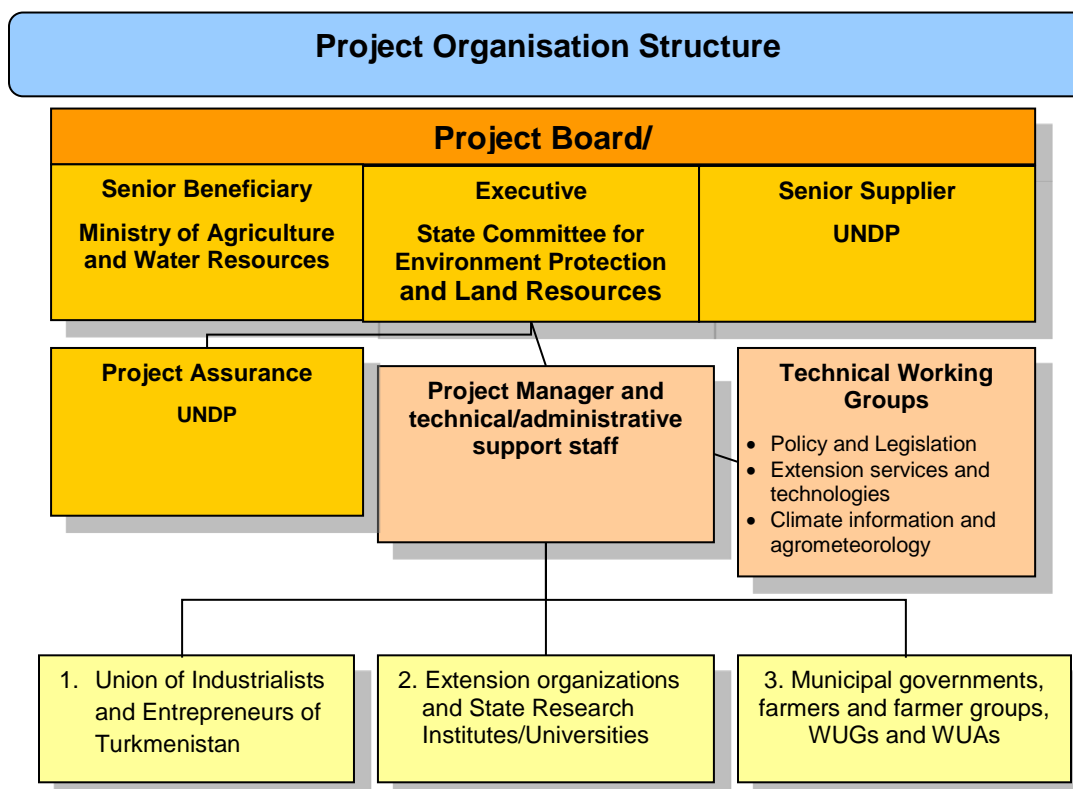 Project Organisation Structure
Project Board/
Senior Beneficiary
Ministry of Agriculture
and Water Resources
Executive
State Committee for
Environment Protection
and Land Resources
Senior Supplier
UNDP
Project Assurance
UNDP
Project Manager and
technical/administrative
support staff
Technical Working
Groups
• Policy and Legislation
• Extension services and
technologies
• Climate information and
agrometeorology
1. Union of Industrialists
and Entrepreneurs of
Turkmenistan
2. Extension organizations
and State Research
Institutes/Universities
3. Municipal governments,
farmers and farmer groups,
WUGs and WUAs